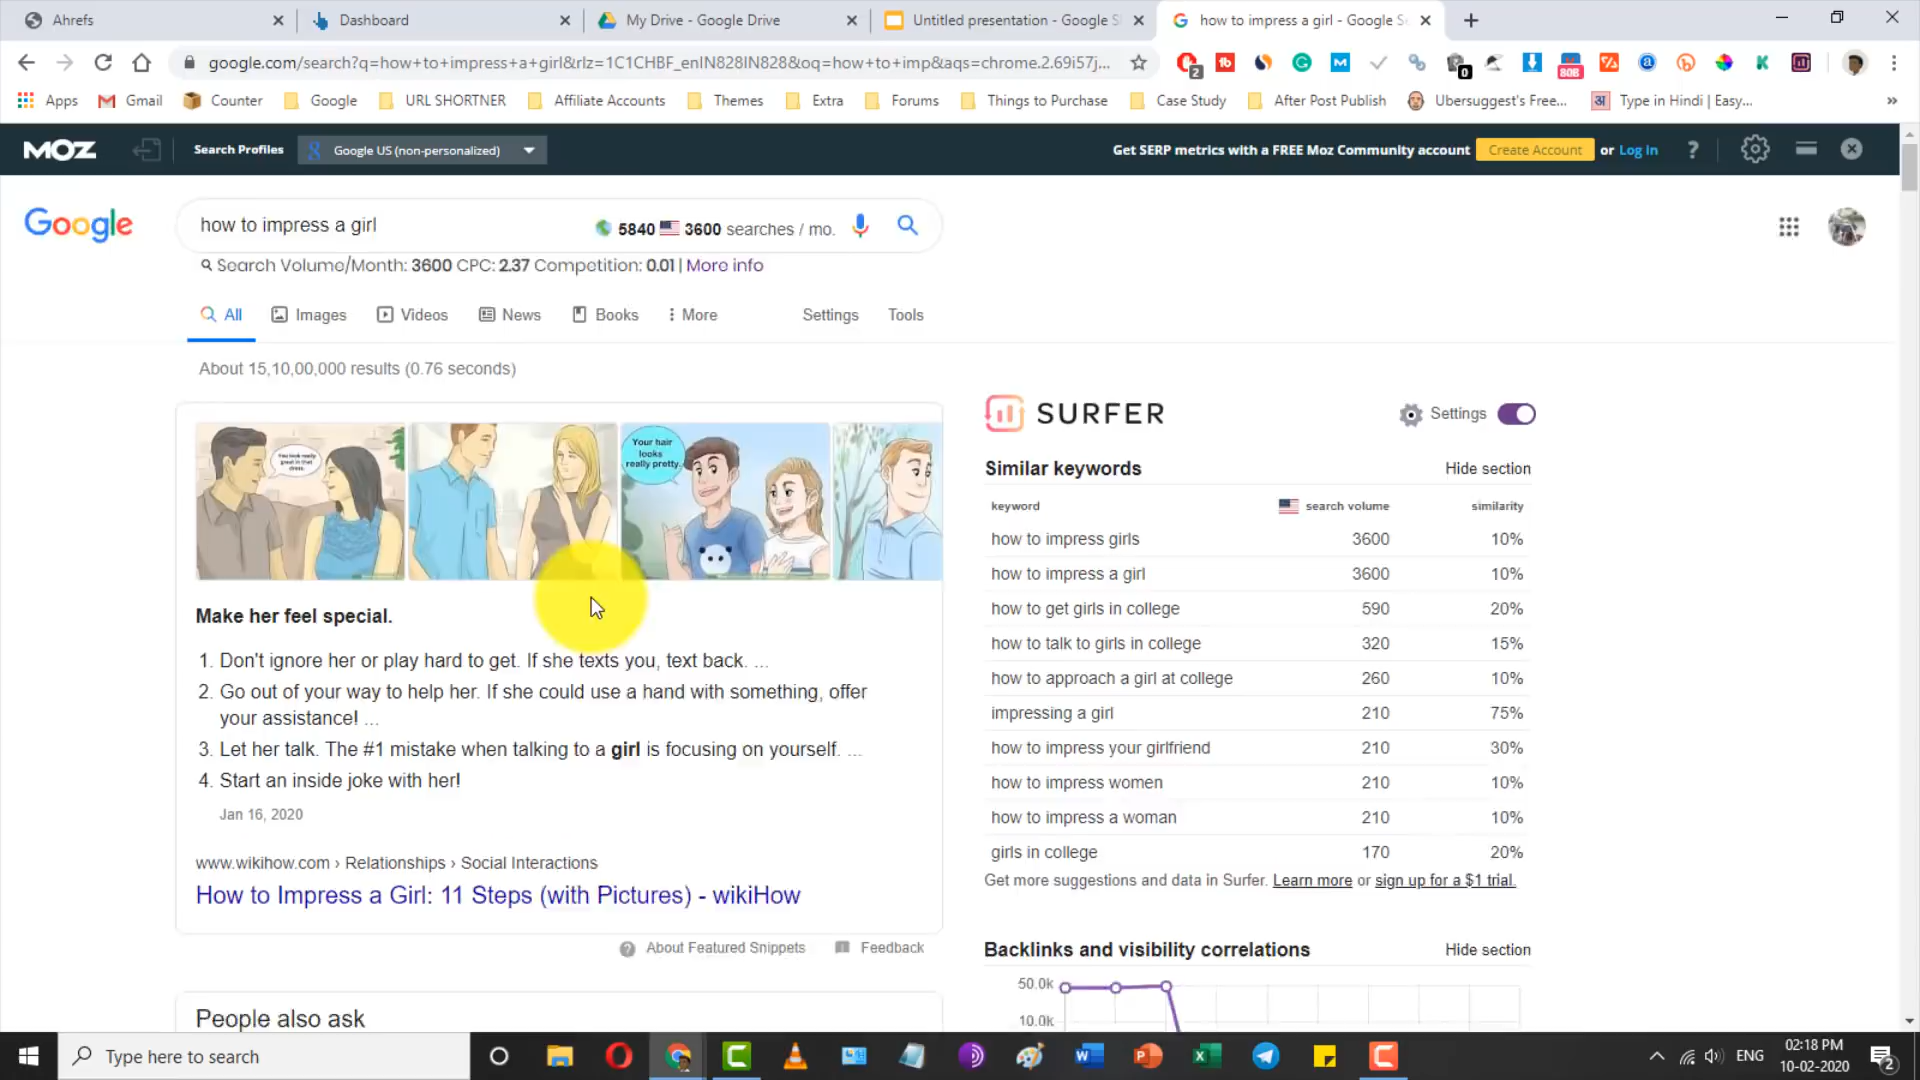 Ahrefs
Dashboard
My Drive - Google Drive
Untitled presentation - Google S
how to impress a girl - Google Se
google.com/search?q=how+to+impress+a+girl&rlz=1C1CHBF_enIN828IN828&oq=how+to+imp&aqs=chrome.2.69i57j...
2
0
80B
Apps
Gmail
Counter
Google
URL SHORTNER
Affiliate Accounts
Themes
Extra
Forums
Things to Purchase
Case Study
After Post Publish
Ubersuggest's Free...
अ Type in Hindi | Easy...
»
MOZ
Search Profiles
Google US (non-personalized)
Get SERP metrics with a FREE Moz Community account
Create Account
or Log In
?
Google
how to impress a girl
5840 3600 searches / mo.
Search Volume/Month: 3600 CPC: 2.37 Competition: 0.01 | More info
All
Images
Videos
News
Books
More
Settings
Tools
About 15,10,00,000 results (0.76 seconds)
You look really great in that dress.
Your hair looks really pretty.
Make her feel special.
1. Don't ignore her or play hard to get. If she texts you, text back. ...
2. Go out of your way to help her. If she could use a hand with something, offer
your assistance! ...
3. Let her talk. The #1 mistake when talking to a girl is focusing on yourself. ...
4. Start an inside joke with her!
Jan 16, 2020
www.wikihow.com › Relationships › Social Interactions
How to Impress a Girl: 11 Steps (with Pictures) - wikiHow
About Featured Snippets
Feedback
People also ask
SURFER
Settings
Similar keywords
Hide section
keyword search volume similarity
how to impress girls 3600 10%
how to impress a girl 3600 10%
how to get girls in college 590 20%
how to talk to girls in college 320 15%
how to approach a girl at college 260 10%
impressing a girl 210 75%
how to impress your girlfriend 210 30%
how to impress women 210 10%
how to impress a woman 210 10%
girls in college 170 20%
Get more suggestions and data in Surfer. Learn more or sign up for a $1 trial.
Backlinks and visibility correlations
Hide section
50.0k
10.0k
Type here to search
ENG
02:18 PM
10-02-2020
2